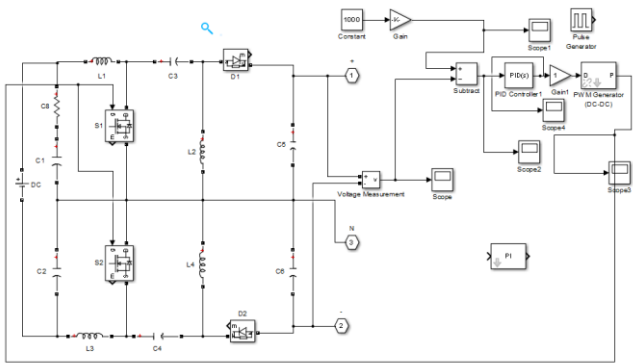 1000
Constant
-K-
Gain
Scope1
Pulse
Generator
L1
C3
D1
+
1
+
−
Subtract
PID(s)
PID Controller1
1
Gain1
D
P
PWM Generator
(DC-DC)
Scope4
C8
S1
C1
L2
C5
DC
Voltage Measurement
+
-
v
Scope
Scope2
Scope3
N
3
PI
C2
S2
L4
C6
D2
-
2
L3
C4